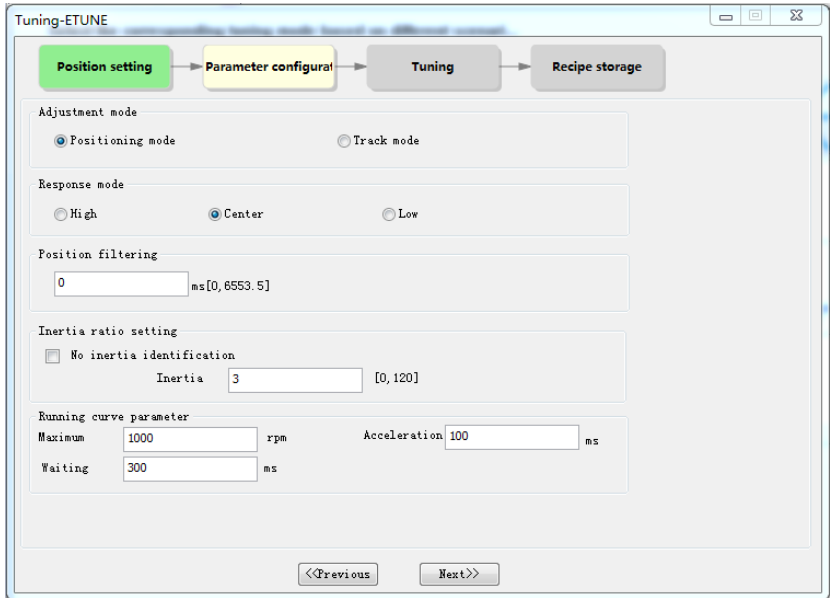 Tuning-ETUNE
Position setting
Parameter configurat
Tuning
Recipe storage
Adjustment mode
Positioning mode
Track mode
Response mode
High
Center
Low
Position filtering
0
ms[0,6553.5]
Inertia ratio setting
No inertia identification
Inertia
3
[0,120]
Running curve parameter
Maximum
1000
rpm
Acceleration
100
ms
Waiting
300
ms
<<Previous
Next>>